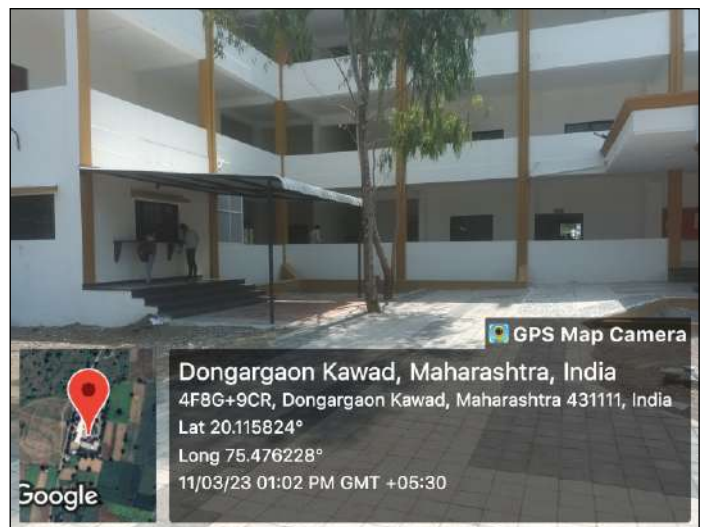 GPS Map Camera
Dongargaon Kawad, Maharashtra, India
4F8G+9CR, Dongargaon Kawad, Maharashtra 431111, India
Lat 20.115824°
Long 75.476228°
11/03/23 01:02 PM GMT +05:30
Google